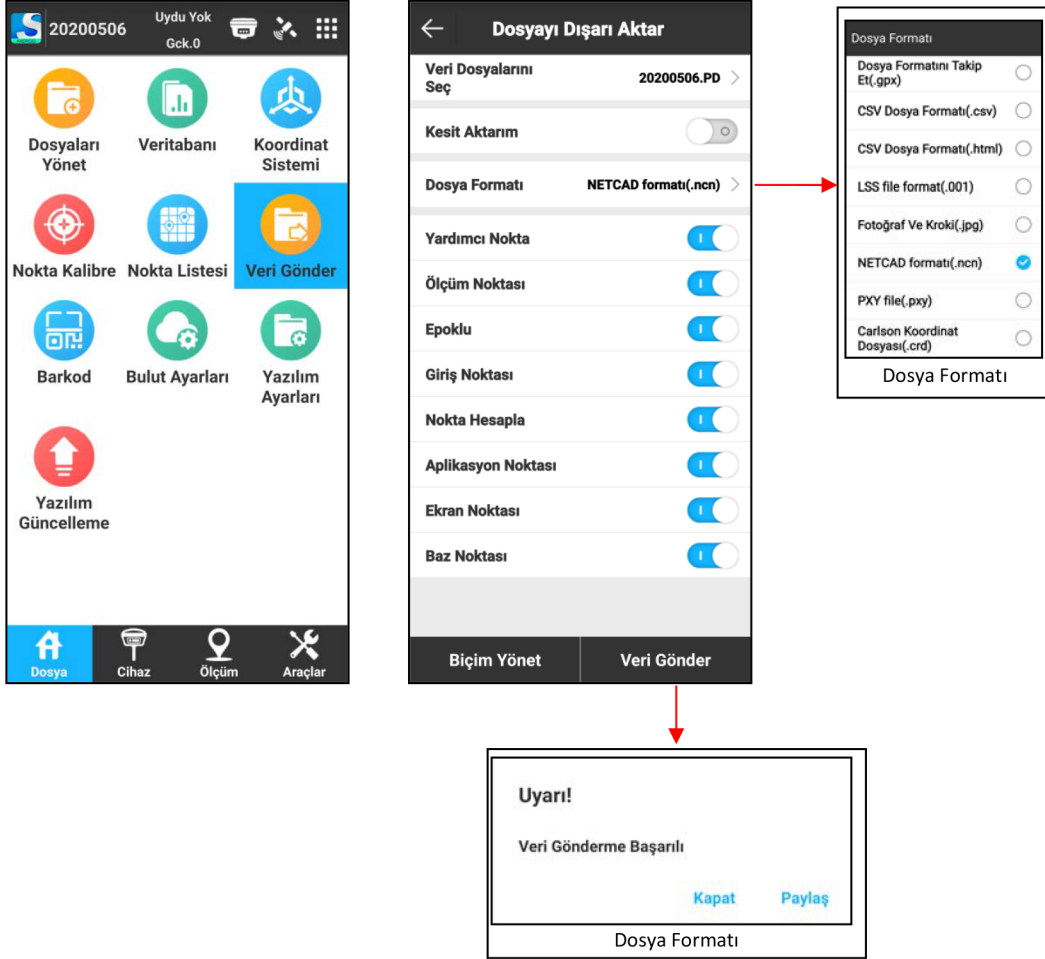 20200506
Uydu Yok
Gck.0
Dosyaları
Yönet
Veritabanı
Koordinat
Sistemi
Nokta Kalibre
Nokta Listesi
Veri Gönder
Barkod
Bulut Ayarları
Yazılım
Ayarları
Yazılım
Güncelleme
Dosya
Cihaz
Ölçüm
Araçlar
Dosyayı Dışarı Aktar
Veri Dosyalarını
Seç
20200506.PD
Kesit Aktarım
Dosya Formatı
NETCAD formatı(.ncn)
Yardımcı Nokta
Ölçüm Noktası
Epoklu
Giriş Noktası
Nokta Hesapla
Aplikasyon Noktası
Ekran Noktası
Baz Noktası
Biçim Yönet
Veri Gönder
Dosya Formatı
Dosya Formatını Takip
Et(.gpx)
CSV Dosya Formatı(.csv)
CSV Dosya Formatı(.html)
LSS file format(.001)
Fotoğraf Ve Kroki(.jpg)
NETCAD formatı(.ncn)
PXY file(.pxy)
Carlson Koordinat
Dosyası(.crd)
Dosya Formatı
Uyarı!
Veri Gönderme Başarılı
Kapat
Paylaş
Dosya Formatı